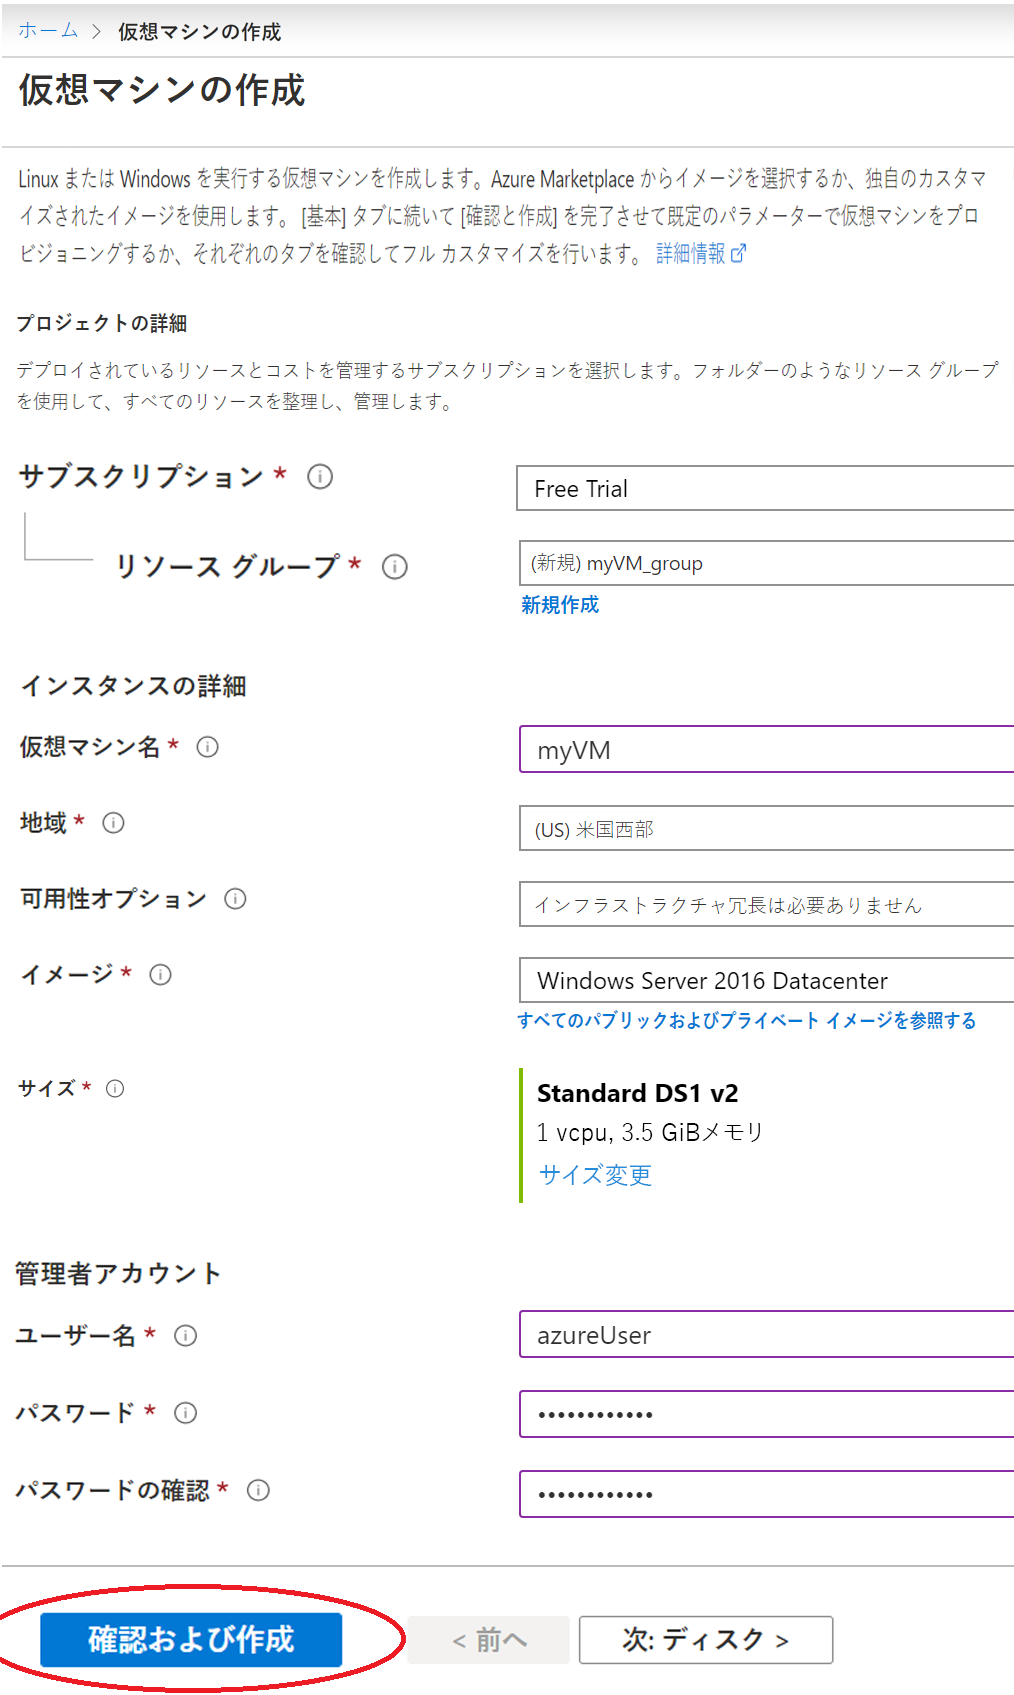 ホーム > 仮想マシンの作成
仮想マシンの作成
Linux または Windows を実行する仮想マシンを作成します。Azure Marketplace からイメージを選択するか、独自のカスタマ
イズされたイメージを使用します。 [基本] タブに続いて [確認と作成] を完了させて既定のパラメーターで仮想マシンをプロ
ビジョニングするか、それぞれのタブを確認してフル カスタマイズを行います。 詳細情報
プロジェクトの詳細
デプロイされているリソースとコストを管理するサブスクリプションを選択します。フォルダーのようなリソース グループ
を使用して、すべてのリソースを整理し、管理します。
サブスクリプション * Free Trial
リソース グループ * (新規) myVM_group
新規作成
インスタンスの詳細
仮想マシン名 * myVM
地域 * (US) 米国西部
可用性オプション インフラストラクチャ冗長は必要ありません
イメージ * Windows Server 2016 Datacenter
すべてのパブリックおよびプライベート イメージを参照する
サイズ * Standard DS1 v2
1 vcpu, 3.5 GiBメモリ
サイズ変更
管理者アカウント
ユーザー名 * azureUser
パスワード * ••••••••••••
パスワードの確認 * ••••••••••••
確認および作成 < 前へ 次: ディスク >